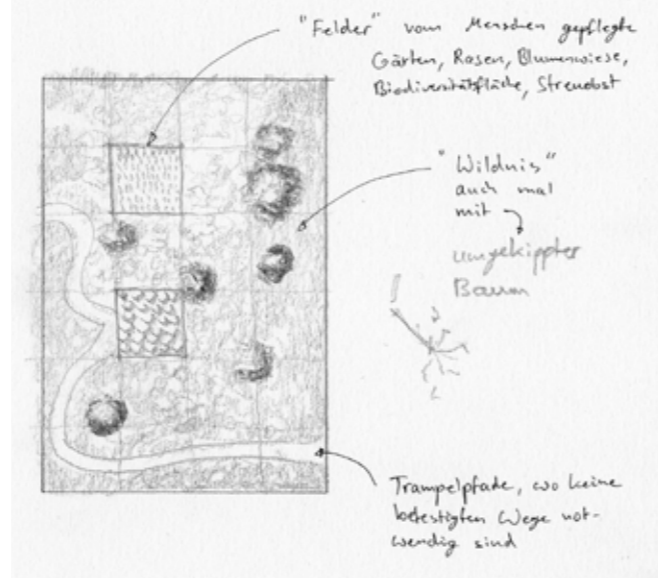 "Felder" vom Menschen gepflegte
Gärten, Rasen, Blumenwiese,
Biodiversitätsfläche, Streuobst
"Wildnis"
auch mal
mit
umgekippter
Baum
Trampelpfade, wo keine
befestigten Wege not-
wendig sind